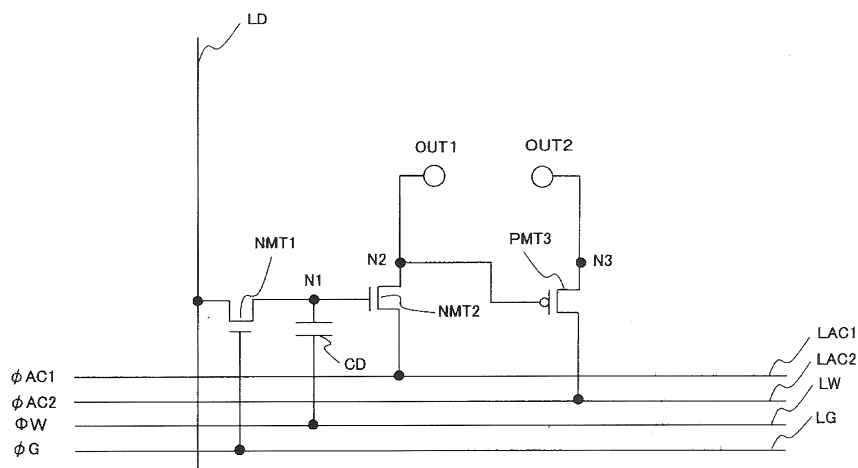 LD
OUT1
OUT2
NMT1
N1
N2
PMT3
N3
NMT2
CD
LAC1
φAC1
LAC2
φAC2
LW
ΦW
LG
φG